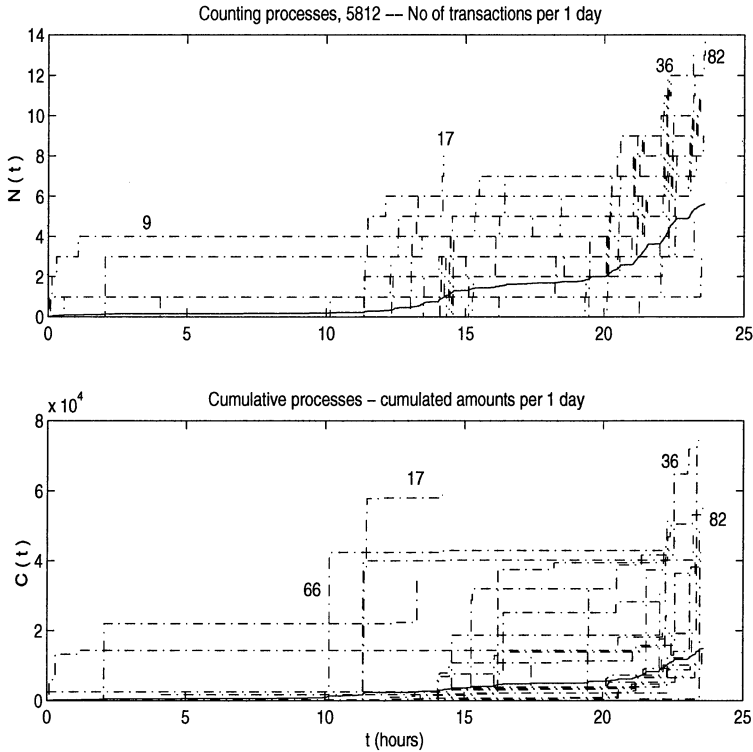 Counting processes, 5812 –– No of transactions per 1 day
14
12
10
8
6
4
2
0
N ( t )
9
17
36
82
0 5 10 15 20 25
Cumulative processes – cumulated amounts per 1 day
x 10^4
8
6
4
2
0
C ( t )
66
17
36
82
0 5 10 15 20 25
t (hours)